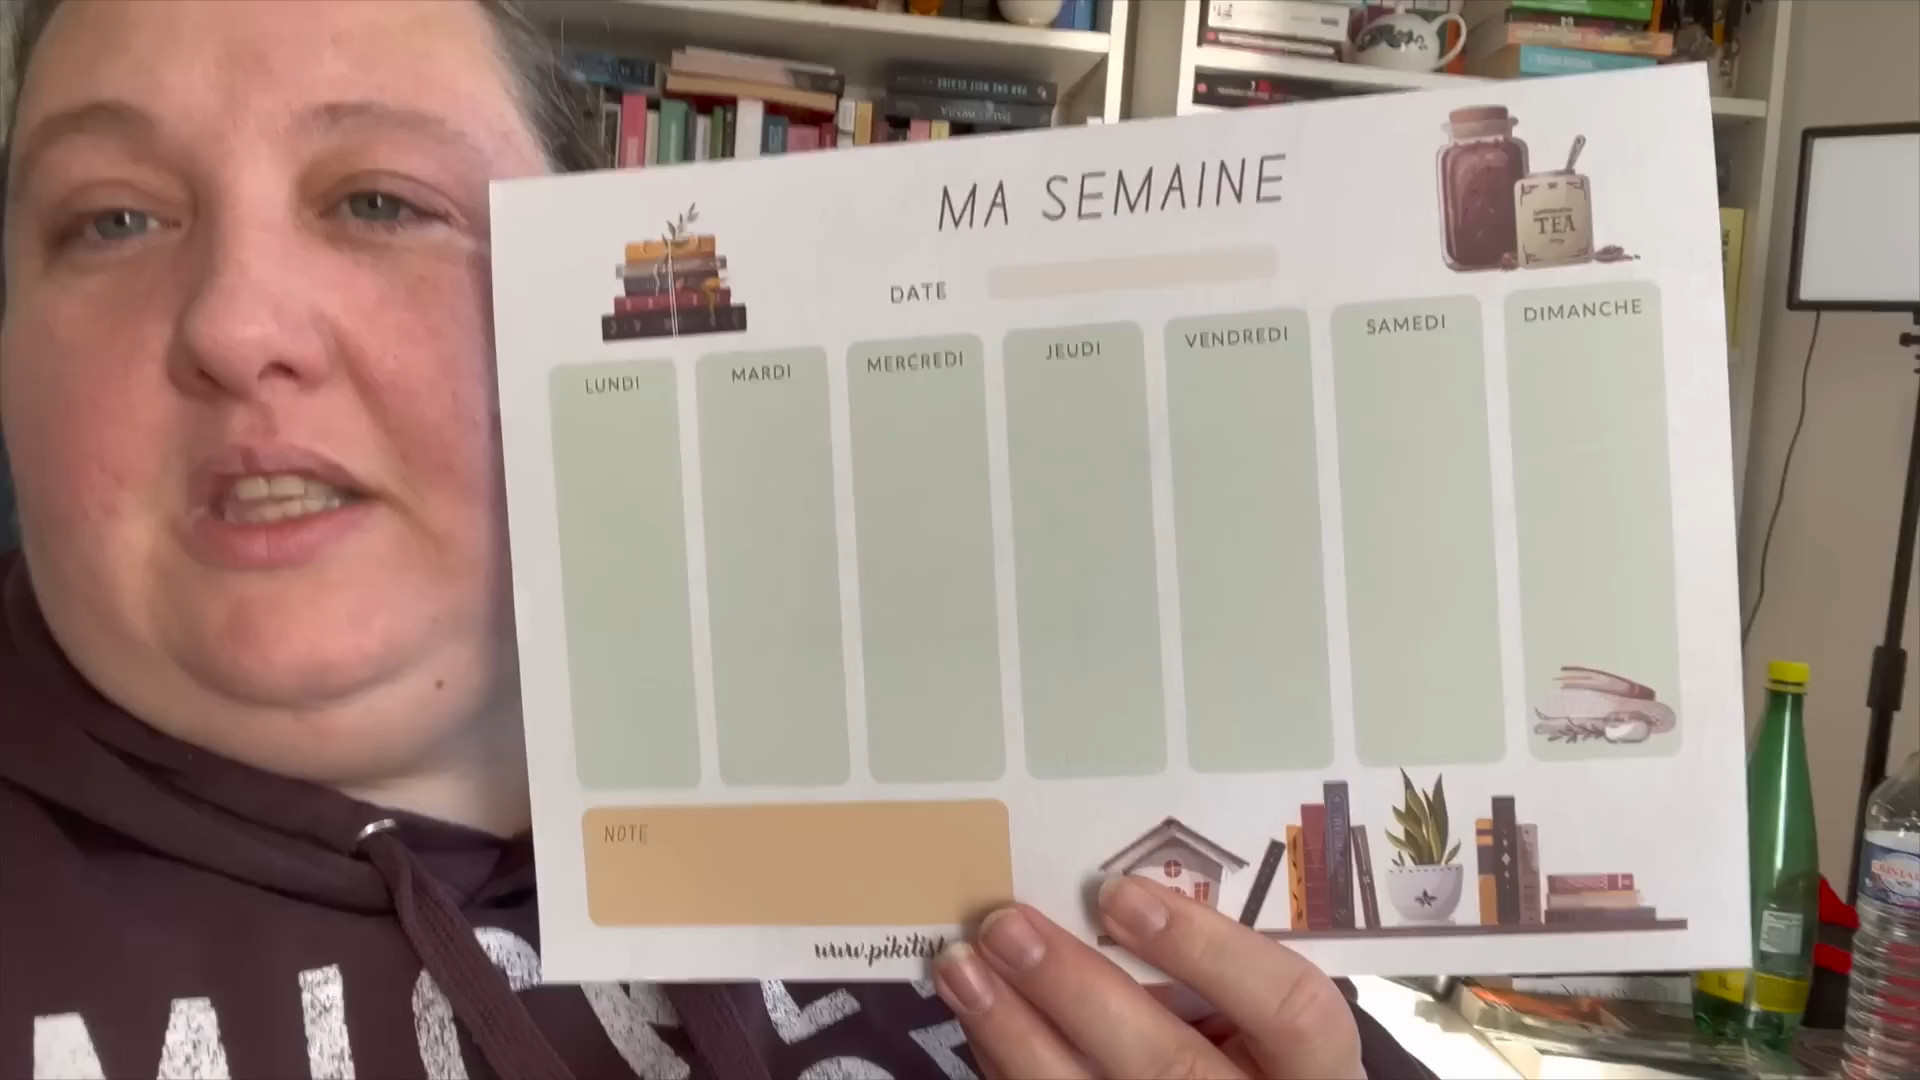 MA SEMAINE
TEA
DATE
LUNDI
MARDI
MERCREDI
JEUDI
VENDREDI
SAMEDI
DIMANCHE
NOTE